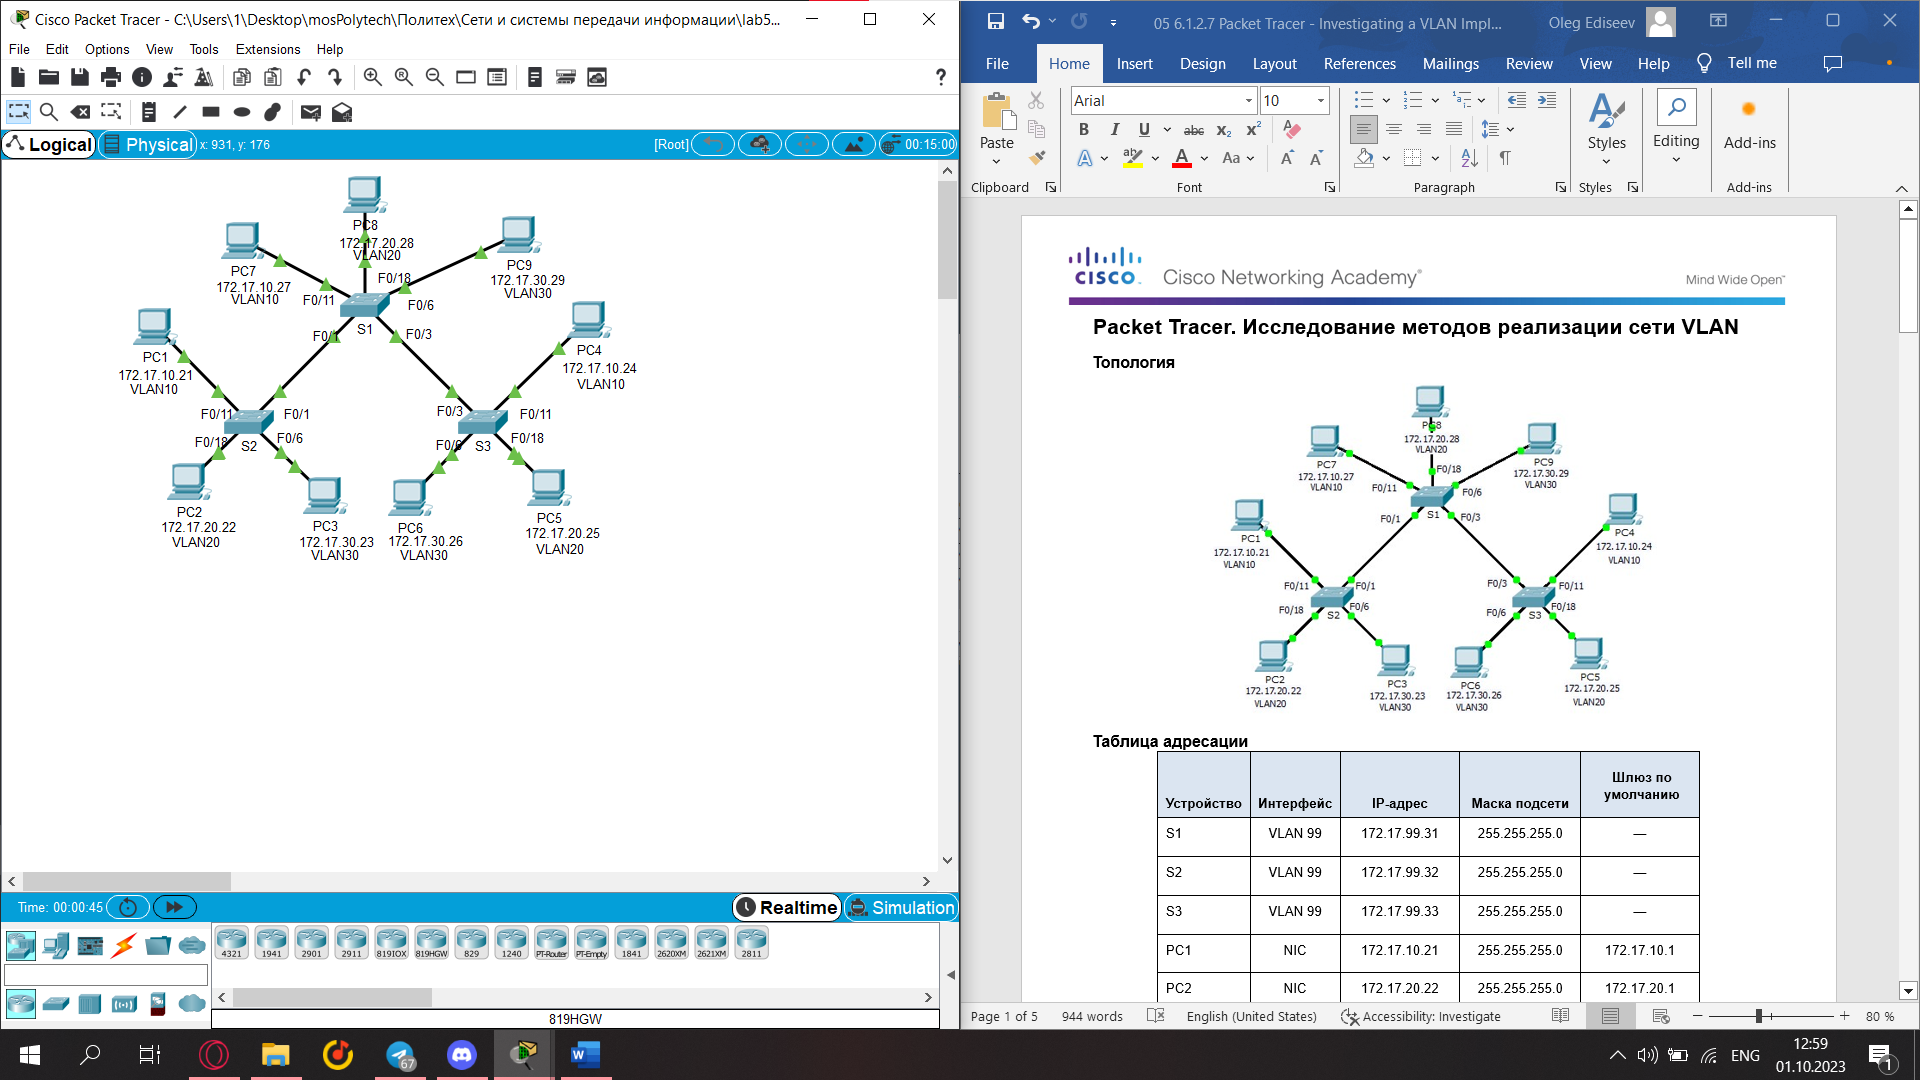 Cisco Packet Tracer - C:\Users\1\Desktop\mosPolytech\Политех\Сети и системы передачи информации\lab5...
File Edit Options View Tools Extensions Help
?
Logical Physical x: 931, y: 176 [Root] 00:15:00
PC8
172.17.20.28
VLAN20
PC7
172.17.10.27
VLAN10
PC9
172.17.30.29
VLAN30
F0/18
F0/11
F0/6
S1
F0/1
F0/3
PC1
172.17.10.21
VLAN10
PC4
172.17.10.24
VLAN10
F0/11
F0/1
F0/18
F0/6
S2
F0/3
F0/11
F0/6
F0/18
S3
PC2
172.17.20.22
VLAN20
PC3
172.17.30.23
VLAN30
PC6
172.17.30.26
VLAN30
PC5
172.17.20.25
VLAN20
Time: 00:00:45
Realtime Simulation
4321 1941 2901 2911 819IOX 819HGW 829 1240 PT-Router PT-Empty 1841 2620XM 2621XM 2811
819HGW
05 6.1.2.7 Packet Tracer - Investigating a VLAN Impl...
Oleg Ediseev
File Home Insert Design Layout References Mailings Review View Help Tell me
Paste
Arial 10
B I U abc x₂ x²
A A Aa A A
Styles
Editing
Add-ins
Clipboard Font Paragraph Styles Add-ins
CISCO Cisco Networking Academy® Mind Wide Open™
Packet Tracer. Исследование методов реализации сети VLAN
Топология
PC8
172.17.20.28
VLAN20
PC7
172.17.10.27
VLAN10
PC9
172.17.30.29
VLAN30
F0/18
F0/11
F0/6
S1
F0/1
F0/3
PC1
172.17.10.21
VLAN10
PC4
172.17.10.24
VLAN10
F0/11
F0/1
F0/18
F0/6
S2
F0/3
F0/11
F0/6
F0/18
S3
PC2
172.17.20.22
VLAN20
PC3
172.17.30.23
VLAN30
PC6
172.17.30.26
VLAN30
PC5
172.17.20.25
VLAN20
Таблица адресации
Устройство Интерфейс IP-адрес Маска подсети Шлюз по умолчанию
S1 VLAN 99 172.17.99.31 255.255.255.0 —
S2 VLAN 99 172.17.99.32 255.255.255.0 —
S3 VLAN 99 172.17.99.33 255.255.255.0 —
PC1 NIC 172.17.10.21 255.255.255.0 172.17.10.1
PC2 NIC 172.17.20.22 255.255.255.0 172.17.20.1
Page 1 of 5 944 words English (United States) Accessibility: Investigate 80 %
67
ENG
12:59
01.10.2023
1